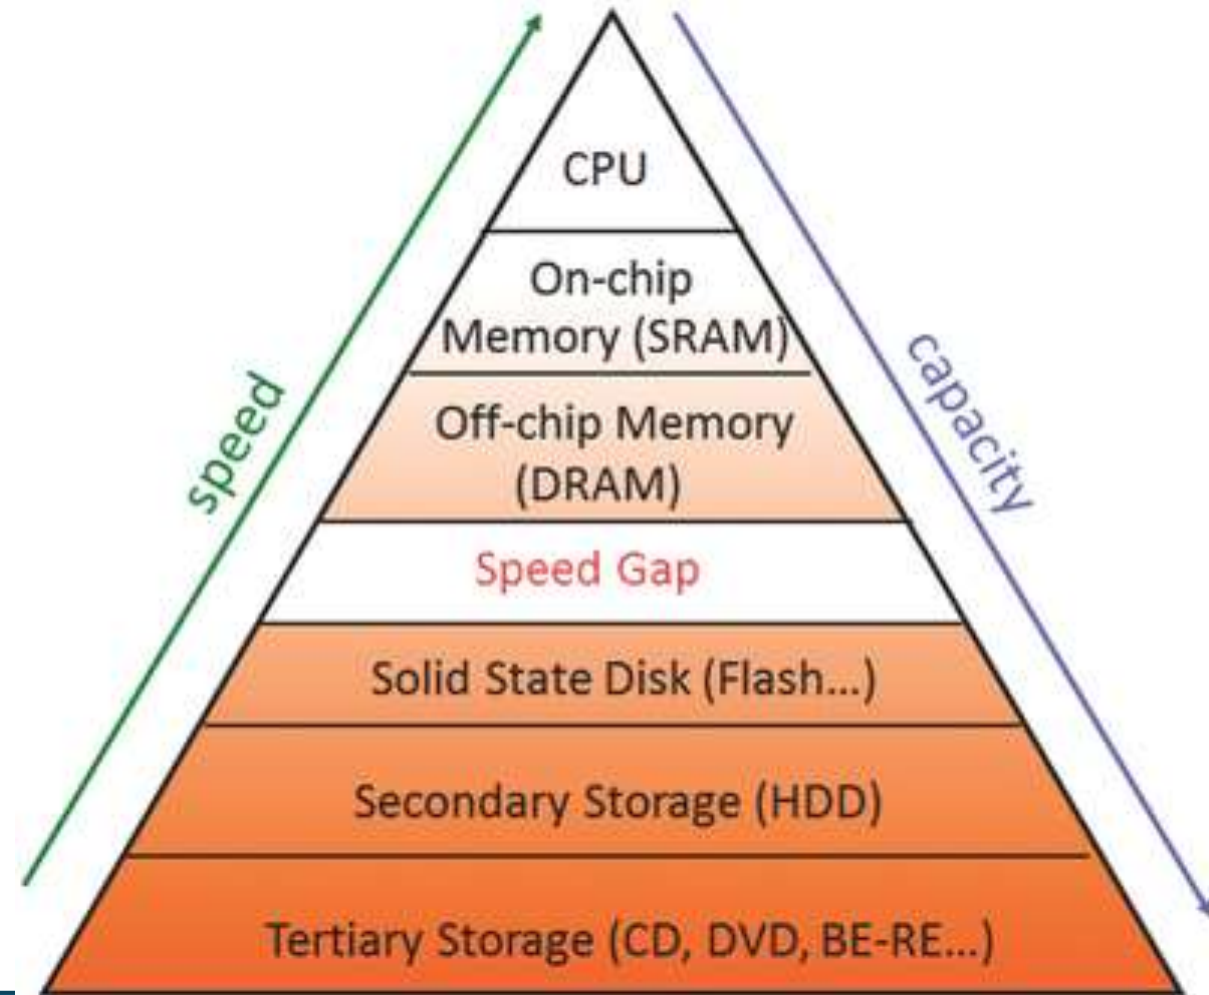 CPU
On-chip
Memory (SRAM)
Off-chip Memory
(DRAM)
Speed Gap
Solid State Disk (Flash...)
Secondary Storage (HDD)
Tertiary Storage (CD, DVD, BE-RE...)
speed
capacity